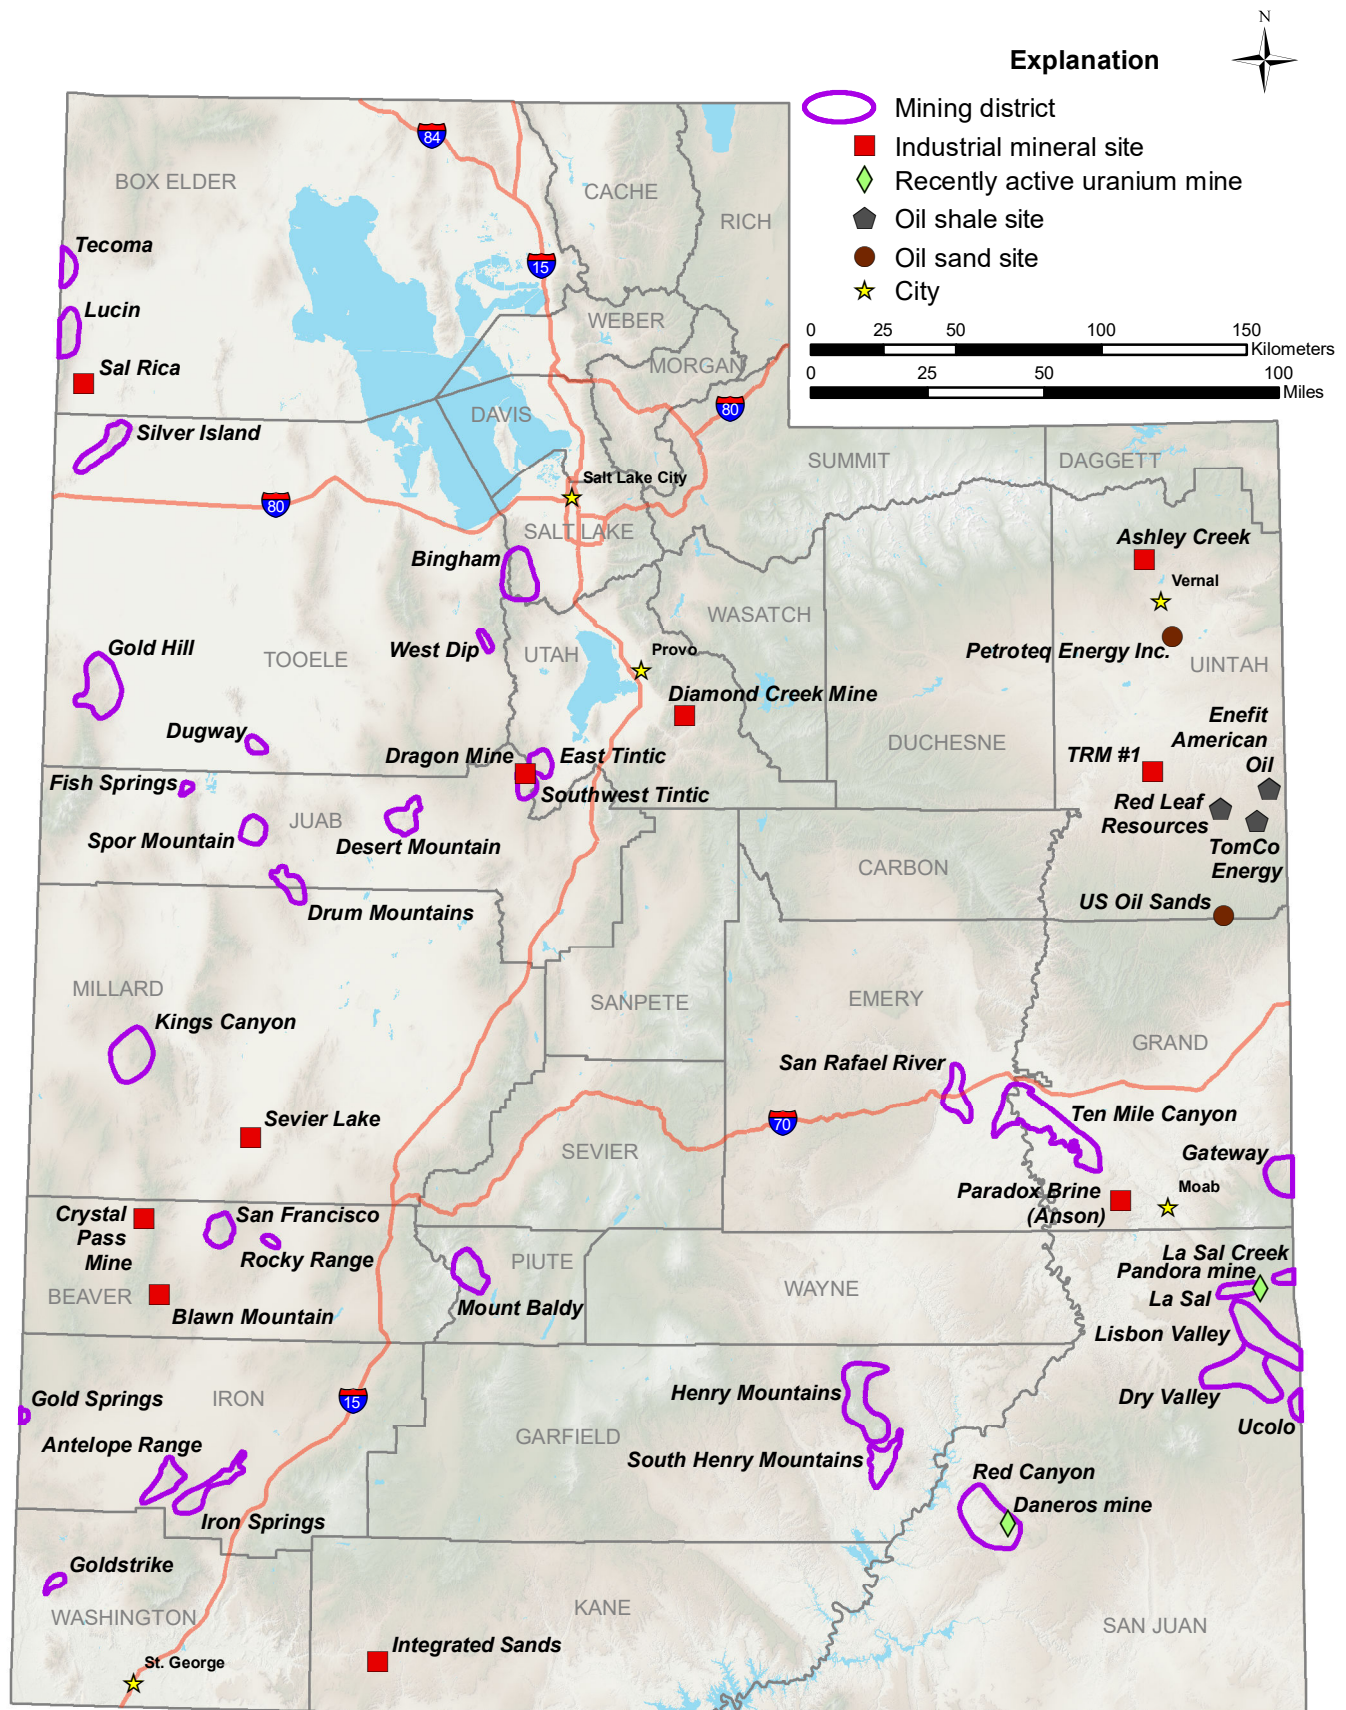 N
Explanation
Mining district
Industrial mineral site
Recently active uranium mine
Oil shale site
Oil sand site
City
0 25 50 100 150
Kilometers
0 25 50 100
Miles
84
BOX ELDER
CACHE
RICH
Tecoma
15
Lucin
WEBER
Sal Rica
MORGAN
80
DAVIS
Silver Island
SUMMIT
DAGGETT
Salt Lake City
80
SALT LAKE
Ashley Creek
Bingham
Vernal
WASATCH
Gold Hill
West Dip
UTAH
Provo
Petroteq Energy Inc.
TOOELE
UINTAH
Diamond Creek Mine
Dugway
Enefit
American
Oil
DUCHESNE
Dragon Mine
East Tintic
TRM #1
Fish Springs
Southwest Tintic
Red Leaf
Resources
JUAB
Spor Mountain
Desert Mountain
TomCo
Energy
CARBON
Drum Mountains
US Oil Sands
MILLARD
SANPETE
EMERY
Kings Canyon
GRAND
San Rafael River
Sevier Lake
70
Ten Mile Canyon
SEVIER
Gateway
Paradox Brine
(Anson)
Moab
Crystal
Pass
Mine
San Francisco
Rocky Range
PIUTE
La Sal Creek
Pandora mine
WAYNE
BEAVER
La Sal
Mount Baldy
Blawn Mountain
Lisbon Valley
Gold Springs
IRON
15
Henry Mountains
Dry Valley
Ucolo
Antelope Range
GARFIELD
South Henry Mountains
Red Canyon
Daneros mine
Iron Springs
Goldstrike
WASHINGTON
KANE
SAN JUAN
Integrated Sands
St. George